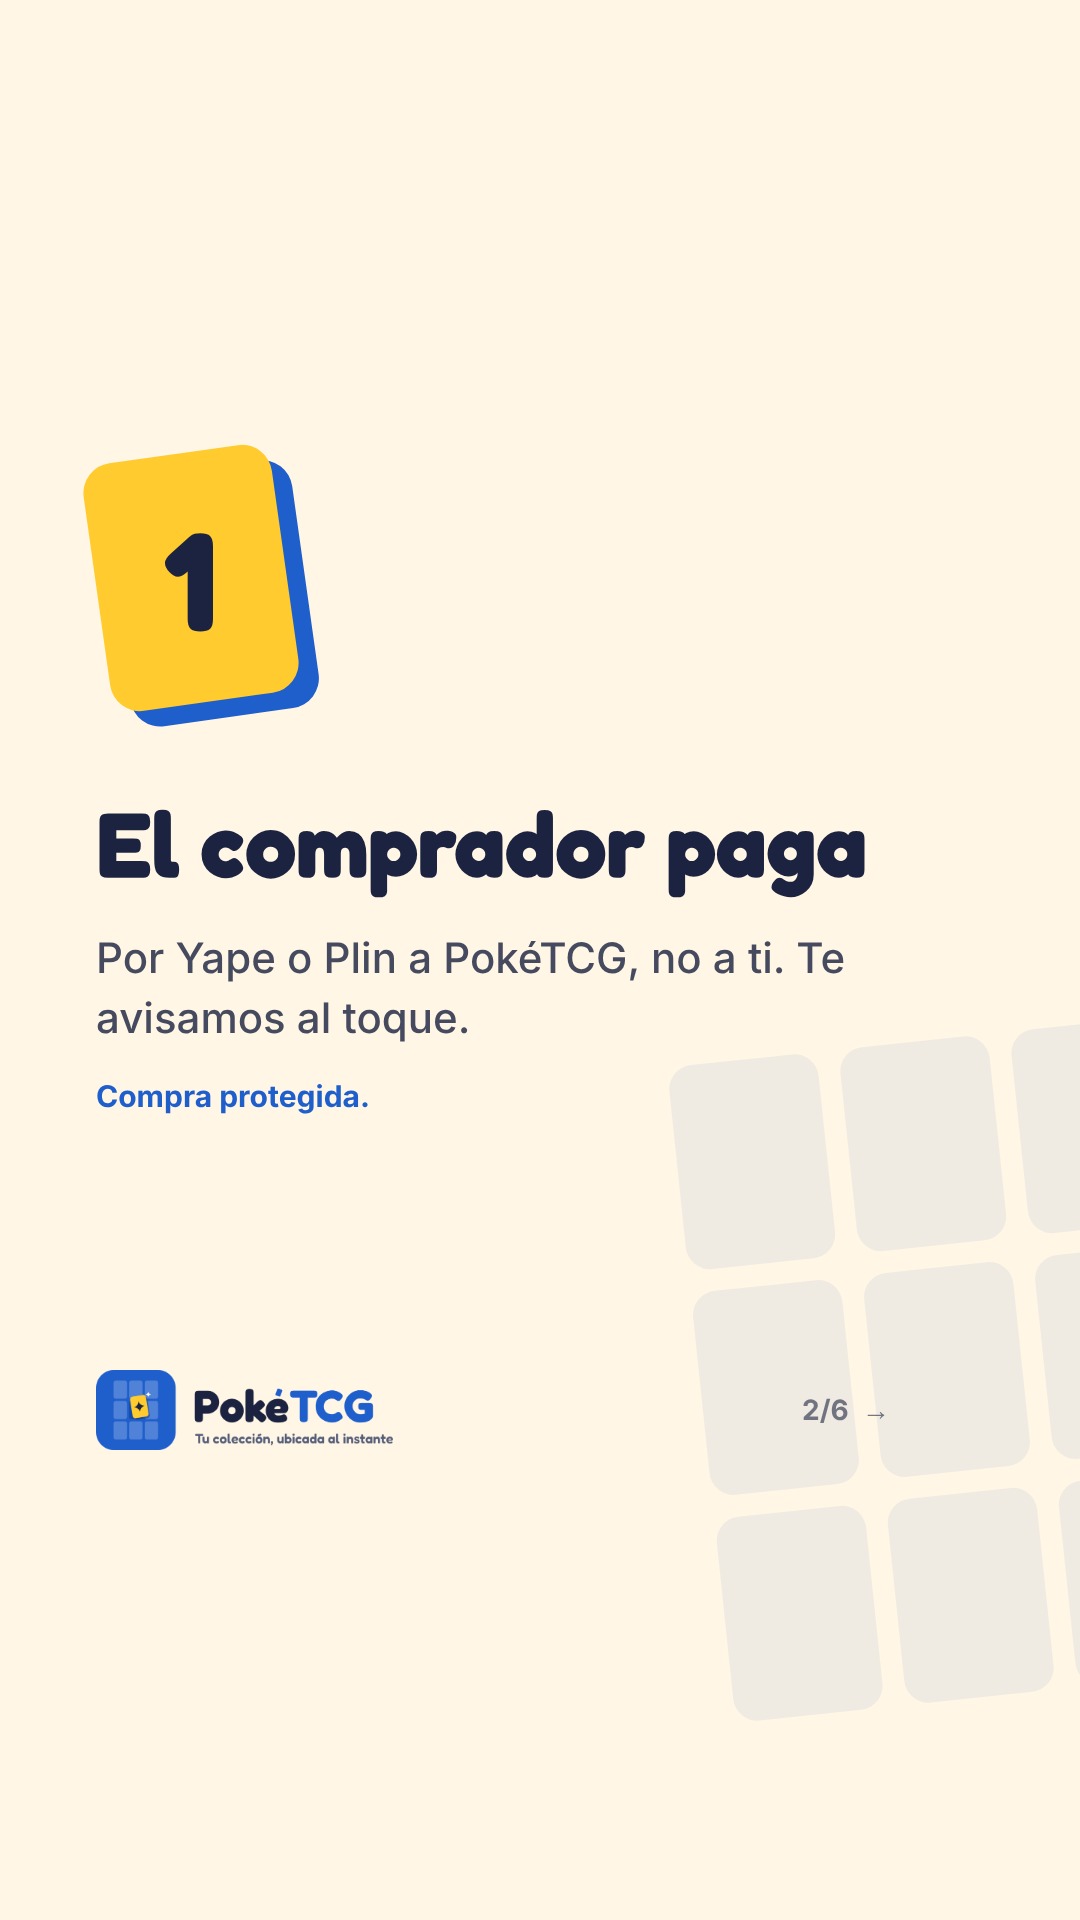 1
El comprador paga
Por Yape o Plin a PokéTCG, no a ti. Te
avisamos al toque.
Compra protegida.
PokéTCG
Tu colección, ubicada al instante
2/6 →